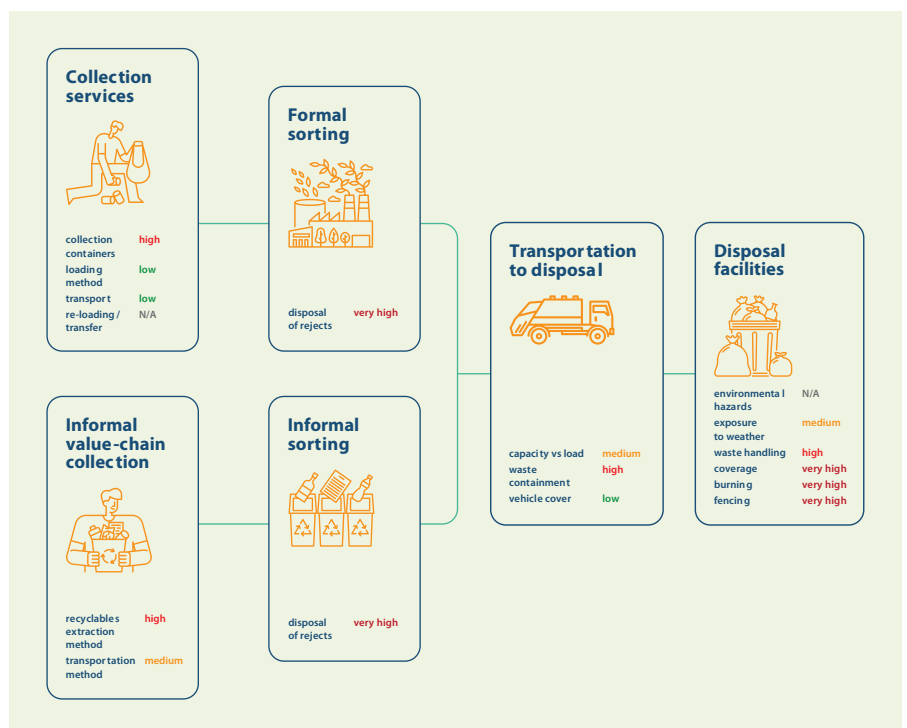 Collection
services
collection high
containers
loading low
method
transport low
re-loading / N/A
transfer
Formal
sorting
disposal very high
of rejects
Informal
value-chain
collection
recyclables high
extraction
method
transportation medium
method
Informal
sorting
disposal very high
of rejects
Transportation
to disposal
capacity vs load medium
waste high
containment
vehicle cover low
Disposal
facilities
environmental N/A
hazards
exposure medium
to weather
waste handling high
coverage very high
burning very high
fencing very high